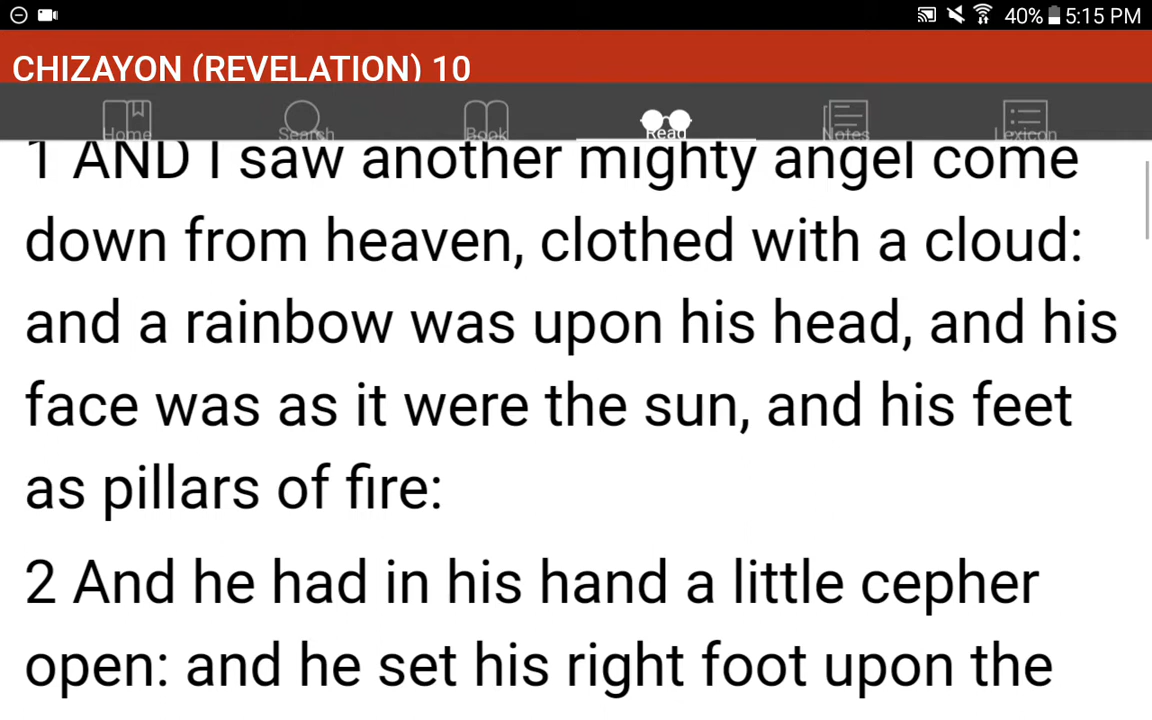 40% 5:15 PM
CHIZAYON (REVELATION) 10
Home Search Book Read Notes Lexicon
1 AND I saw another mighty angel come
down from heaven, clothed with a cloud:
and a rainbow was upon his head, and his
face was as it were the sun, and his feet
as pillars of fire:
2 And he had in his hand a little cepher
open: and he set his right foot upon the